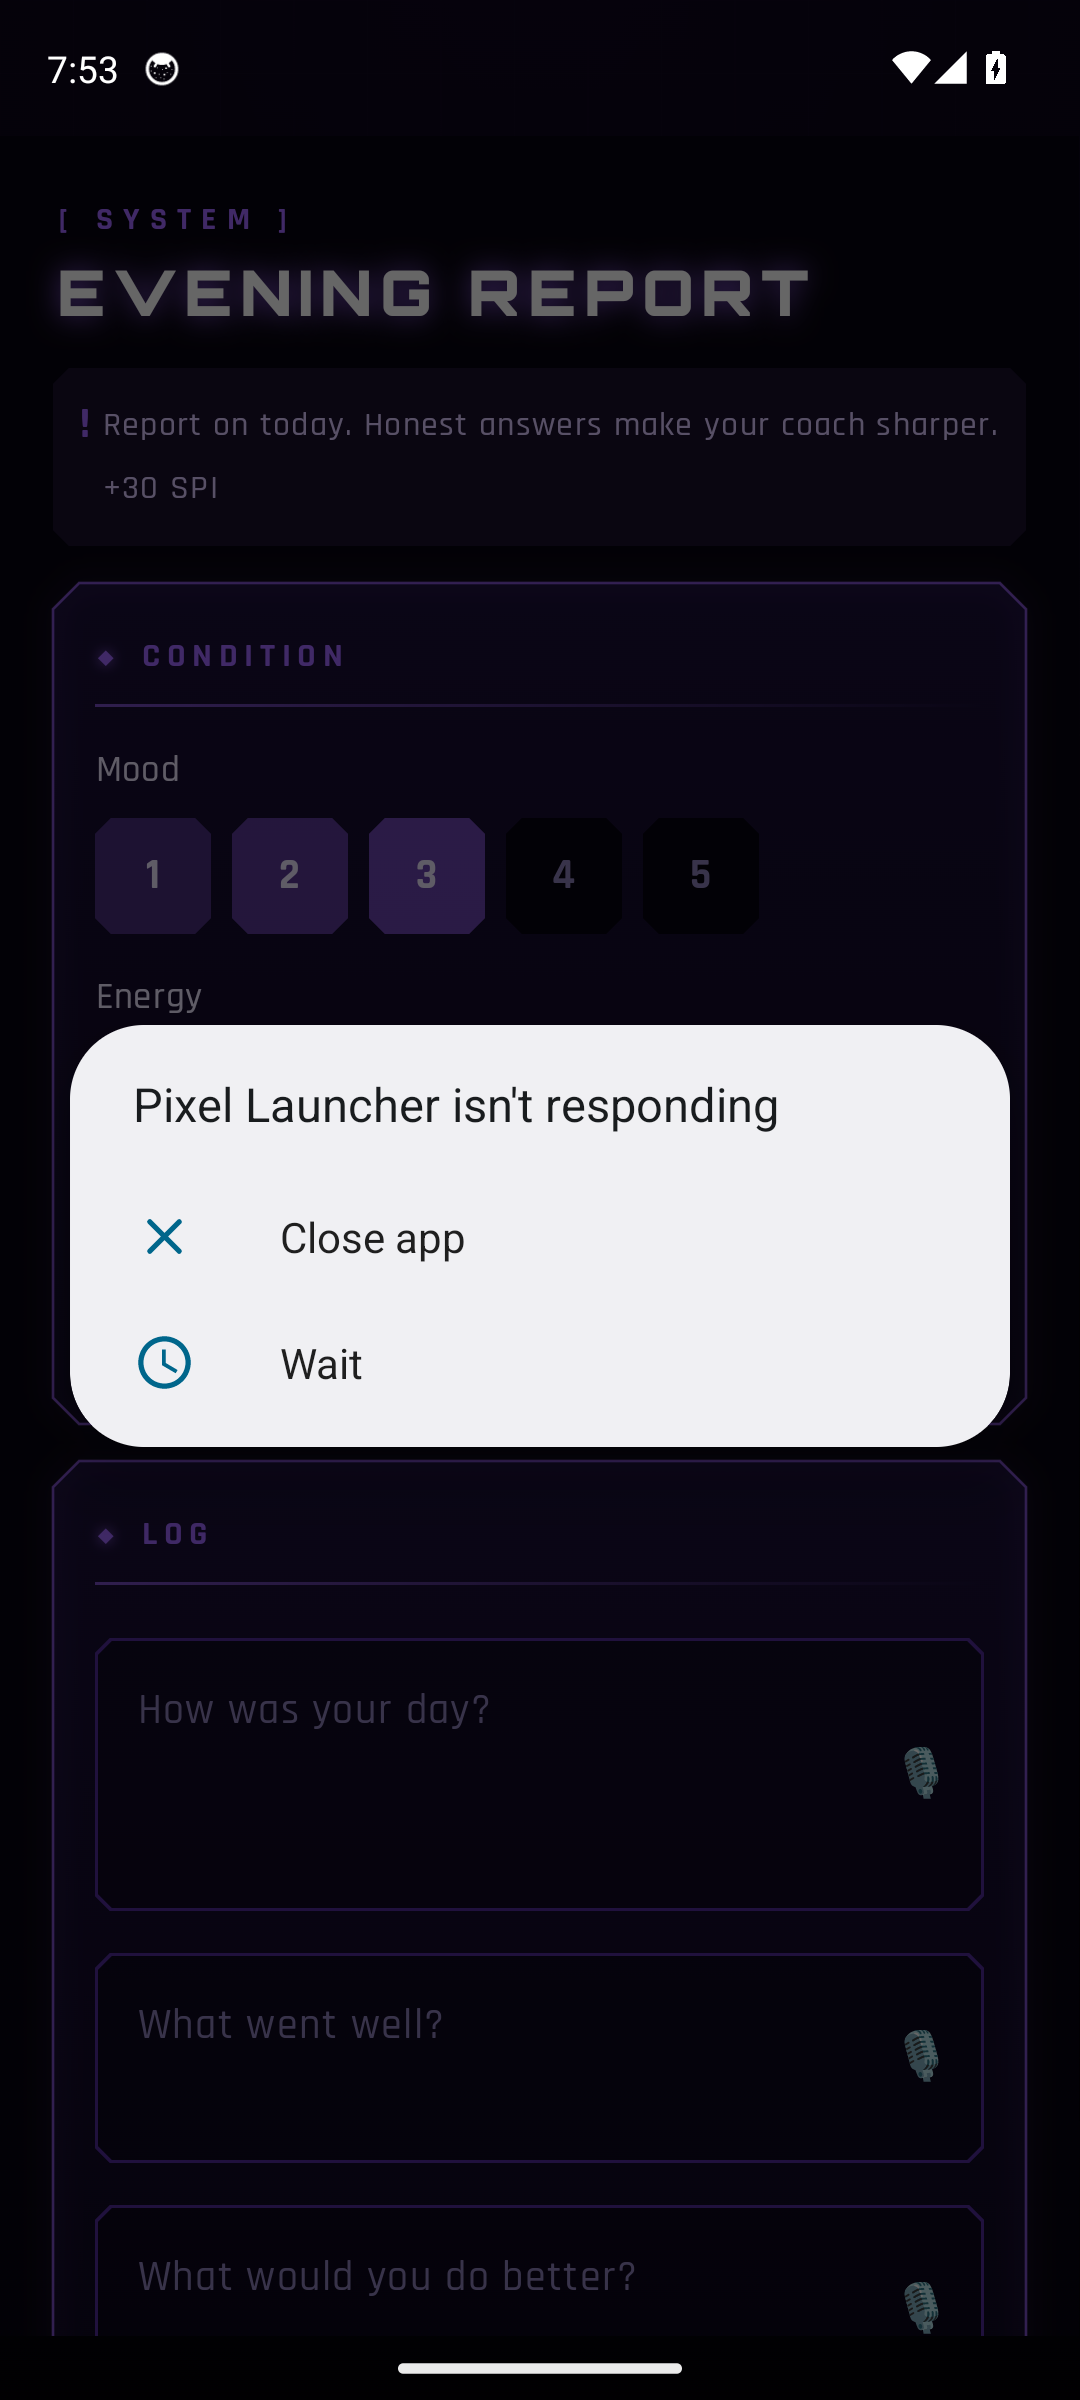 7:53
[ SYSTEM ]
EVENING REPORT
! Report on today. Honest answers make your coach sharper.
+30 SPI
CONDITION
Mood
1 2 3 4 5
Energy
Pixel Launcher isn't responding
Close app
Wait
LOG
How was your day?
What went well?
What would you do better?